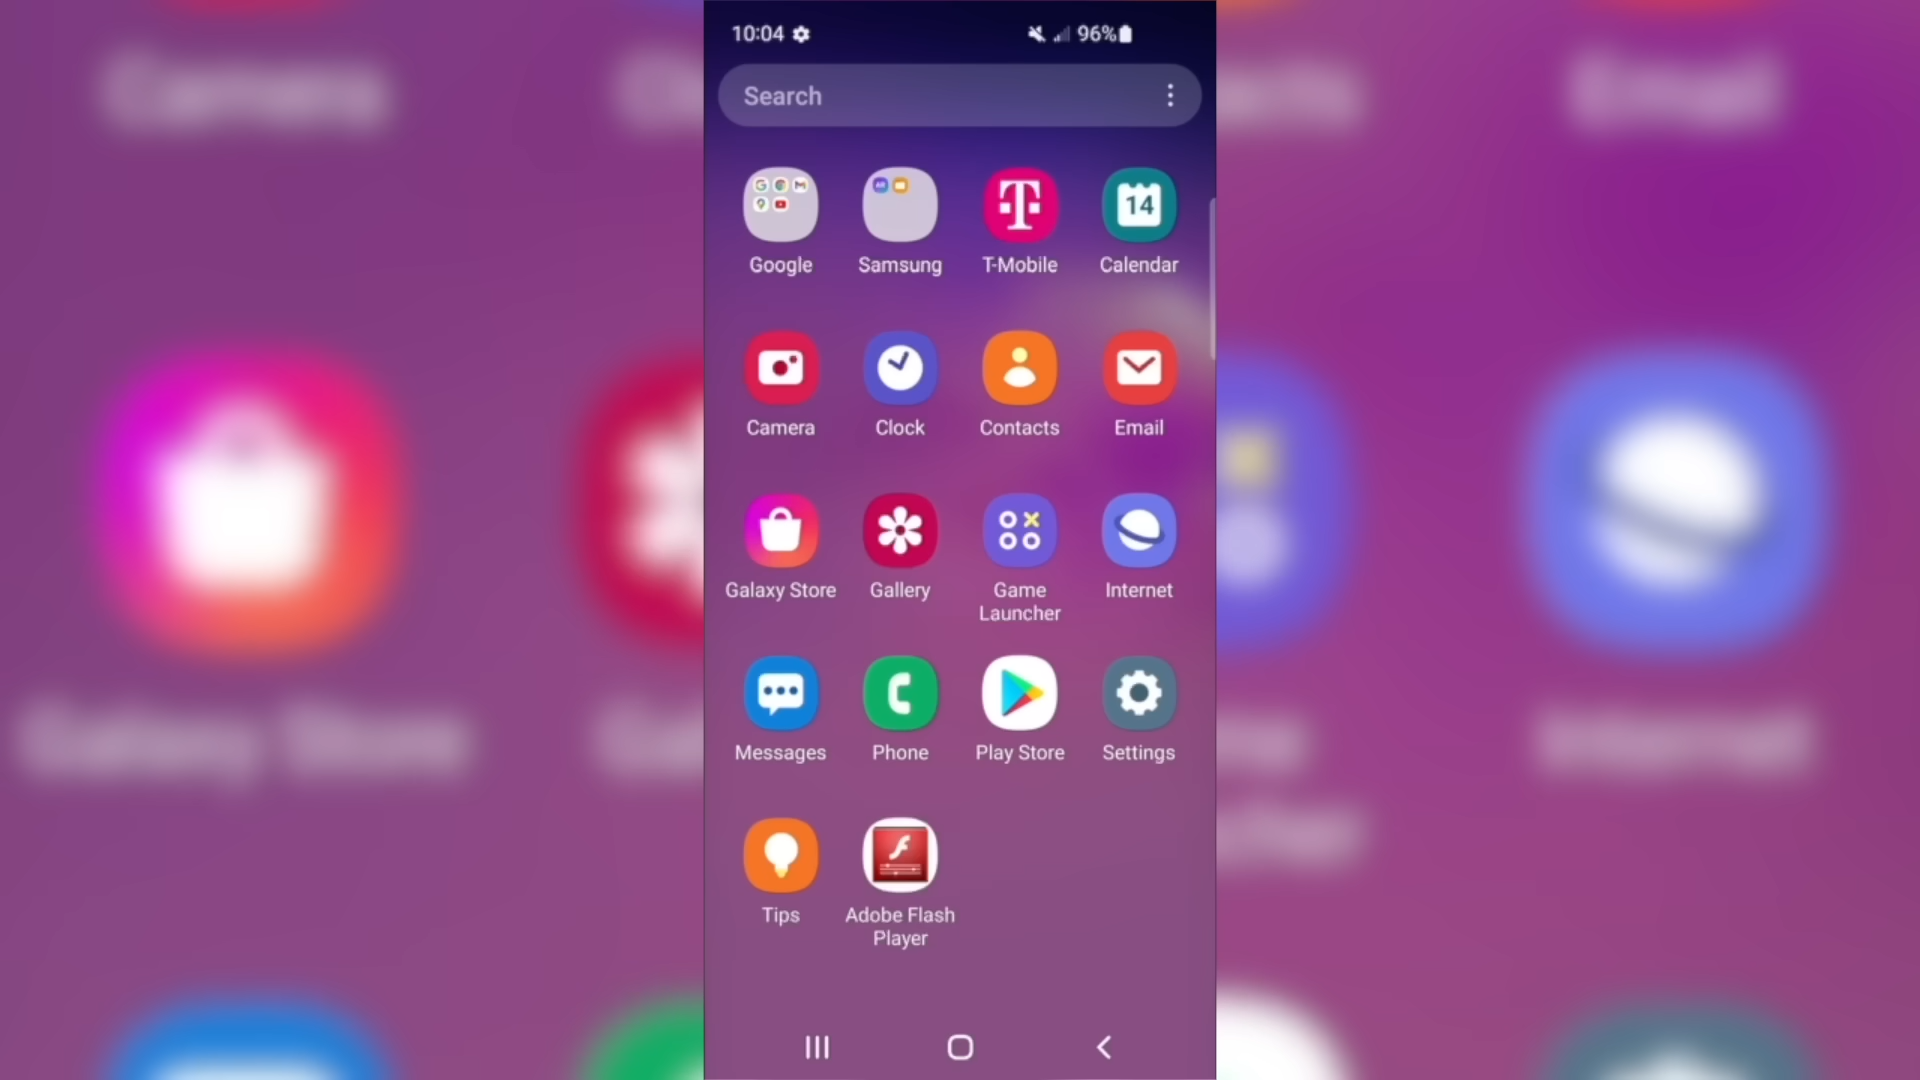 10:04
96%
Search
Google
Samsung
T-Mobile
Calendar
14
Camera
Clock
Contacts
Email
Galaxy Store
Gallery
Game
Launcher
Internet
Messages
Phone
Play Store
Settings
Tips
Adobe Flash
Player